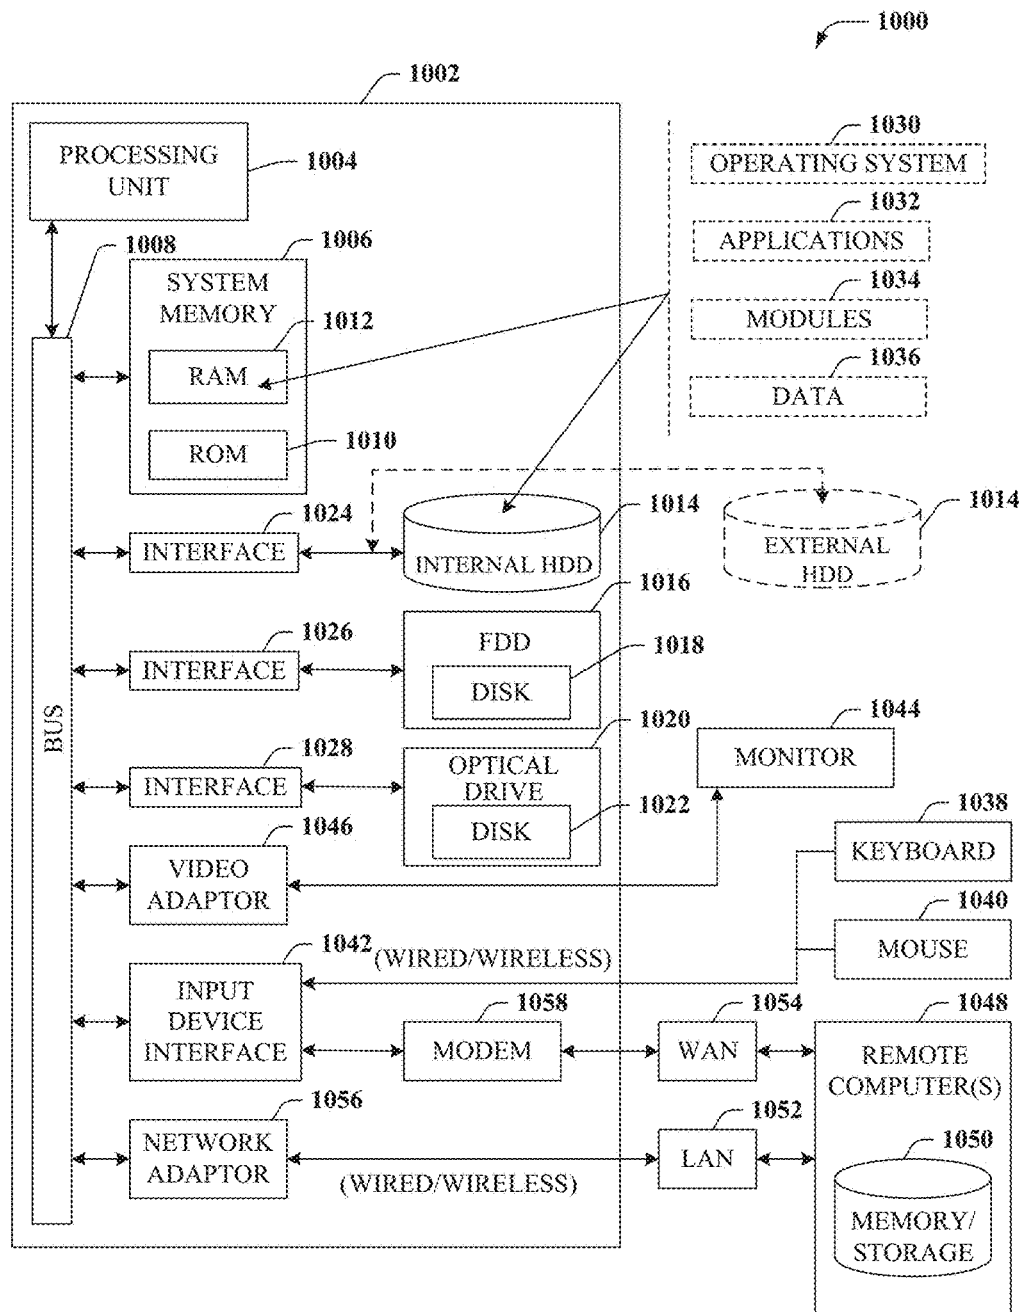 1000
1002
PROCESSING
UNIT
1004
1030
OPERATING SYSTEM
1032
APPLICATIONS
1034
MODULES
1036
DATA
1008
1006
SYSTEM
MEMORY
1012
RAM
1010
ROM
1024
INTERFACE
1014
INTERNAL HDD
1014
EXTERNAL
HDD
1026
INTERFACE
1016
FDD
1018
DISK
BUS
1028
INTERFACE
1020
OPTICAL
DRIVE
1022
DISK
1044
MONITOR
1046
VIDEO
ADAPTOR
1038
KEYBOARD
1040
MOUSE
1042
(WIRED/WIRELESS)
INPUT
DEVICE
INTERFACE
1058
MODEM
1054
WAN
1048
REMOTE
COMPUTER(S)
1056
NETWORK
ADAPTOR
(WIRED/WIRELESS)
1052
LAN
1050
MEMORY/
STORAGE